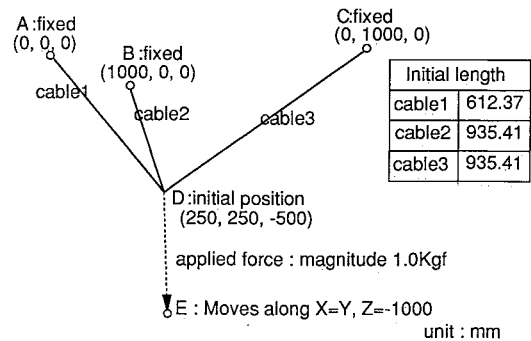 A:fixed
(0, 0, 0)
B :fixed
(1000, 0, 0)
C:fixed
(0, 1000, 0)
cable1
cable2
cable3
Initial length
cable1 612.37
cable2 935.41
cable3 935.41
D:initial position
(250, 250, -500)
applied force : magnitude 1.0Kgf
E : Moves along X=Y, Z=-1000
unit : mm